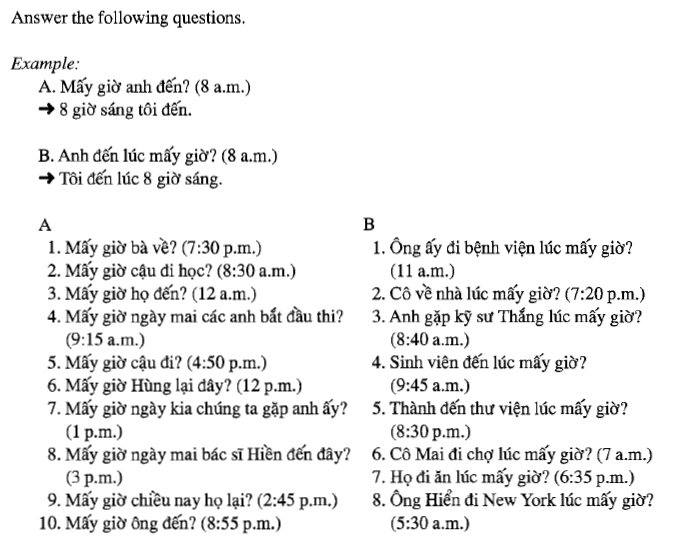 Answer the following questions.
Example:
A. Mấy giờ anh đến? (8 a.m.)
➔ 8 giờ sáng tôi đến.
B. Anh đến lúc mấy giờ? (8 a.m.)
➔ Tôi đến lúc 8 giờ sáng.
A
1. Mấy giờ bà về? (7:30 p.m.)
2. Mấy giờ cậu đi học? (8:30 a.m.)
3. Mấy giờ họ đến? (12 a.m.)
4. Mấy giờ ngày mai các anh bắt đầu thi?
(9:15 a.m.)
5. Mấy giờ cậu đi? (4:50 p.m.)
6. Mấy giờ Hùng lại đây? (12 p.m.)
7. Mấy giờ ngày kia chúng ta gặp anh ấy?
(1 p.m.)
8. Mấy giờ ngày mai bác sĩ Hiền đến đây?
(3 p.m.)
9. Mấy giờ chiều nay họ lại? (2:45 p.m.)
10. Mấy giờ ông đến? (8:55 p.m.)
B
1. Ông ấy đi bệnh viện lúc mấy giờ?
(11 a.m.)
2. Cô về nhà lúc mấy giờ? (7:20 p.m.)
3. Anh gặp kỹ sư Thắng lúc mấy giờ?
(8:40 a.m.)
4. Sinh viên đến lúc mấy giờ?
(9:45 a.m.)
5. Thành đến thư viện lúc mấy giờ?
(8:30 p.m.)
6. Cô Mai đi chợ lúc mấy giờ? (7 a.m.)
7. Họ đi ăn lúc mấy giờ? (6:35 p.m.)
8. Ông Hiển đi New York lúc mấy giờ?
(5:30 a.m.)